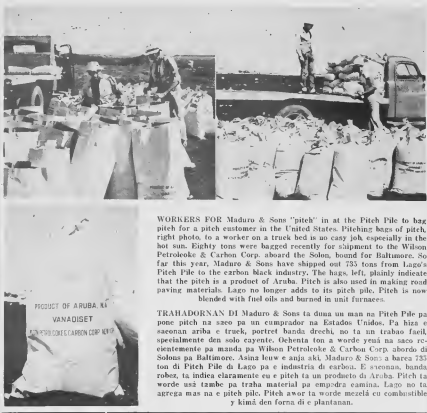 PRODUCT OF ARUBA, N.A.
VANADISET
WORKERS FOR Maduro & Sons "pitch" in at the Pitch Pile to bag
pitch for a pitch customer in the United States. Pitching bags of pitch,
right photo, to a worker on a truck bed is no easy job, especially in the
hot sun. Eighty tons were bagged recently for shipment to the Wilson
Petroleoke & Carbon Corp. aboard the Solon, bound for Baltimore. So
far this year, Maduro & Sons have shipped out 735 tons from Lago's
Pitch Pile to the carbon black industry. The bags, left, plainly indicate
that the pitch is a product of Aruba. Pitch is also used in making road
paving materials. Lago no longer adds to its pitch pile. Pitch is now
blended with fuel oils and burned in unit furnaces.
TRAHADORNAN DI Maduro & Sons ta duna un man na Pitch Pile pa
pone pitch na saco pa un cumprador na Estados Unidos. Pa hiza e
saconan ariba e truck, portret banda drechi, no ta un trabao facil,
specialmente den solo cayente. Ochenta ton a worde yená na saco re-
cientemente pa manda pa Wilson Petroleoke & Carbon Corp. abordo di
Solons pa Baltimore. Asina leuw e anja aki, Maduro & Sons a barca 735
ton di Pitch Pile di Lago pa e industria di carbon. E saconan, banda
robez, ta indica claramente cu e pitch ta un producto di Aruba. Pitch ta
worde usá tambe pa traha material pa empedra camina. Lago no ta
agrega mas na e pitch pile. Pitch awor ta worde mezclá cu combustible
y kimá den forna di e plantanan.